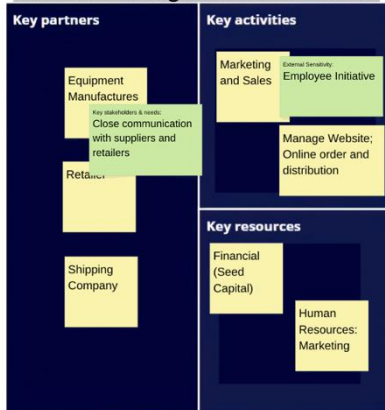 Key partners
Equipment
Manufactures
Key stakeholders & needs:
Close communication
with suppliers and
retailers
Retailer
Shipping
Company
Key activities
Marketing
and Sales
External Sensitivity:
Employee Initiative
Manage Website;
Online order and
distribution
Key resources
Financial
(Seed
Capital)
Human
Resources:
Marketing